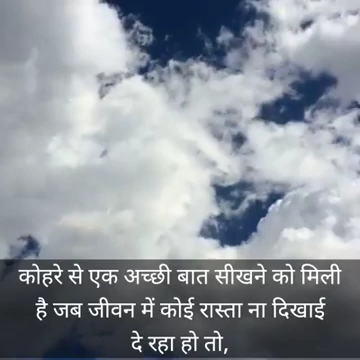 कोहरे से एक अच्छी बात सीखने को मिली
है जब जीवन में कोई रास्ता ना दिखाई
दे रहा हो तो,